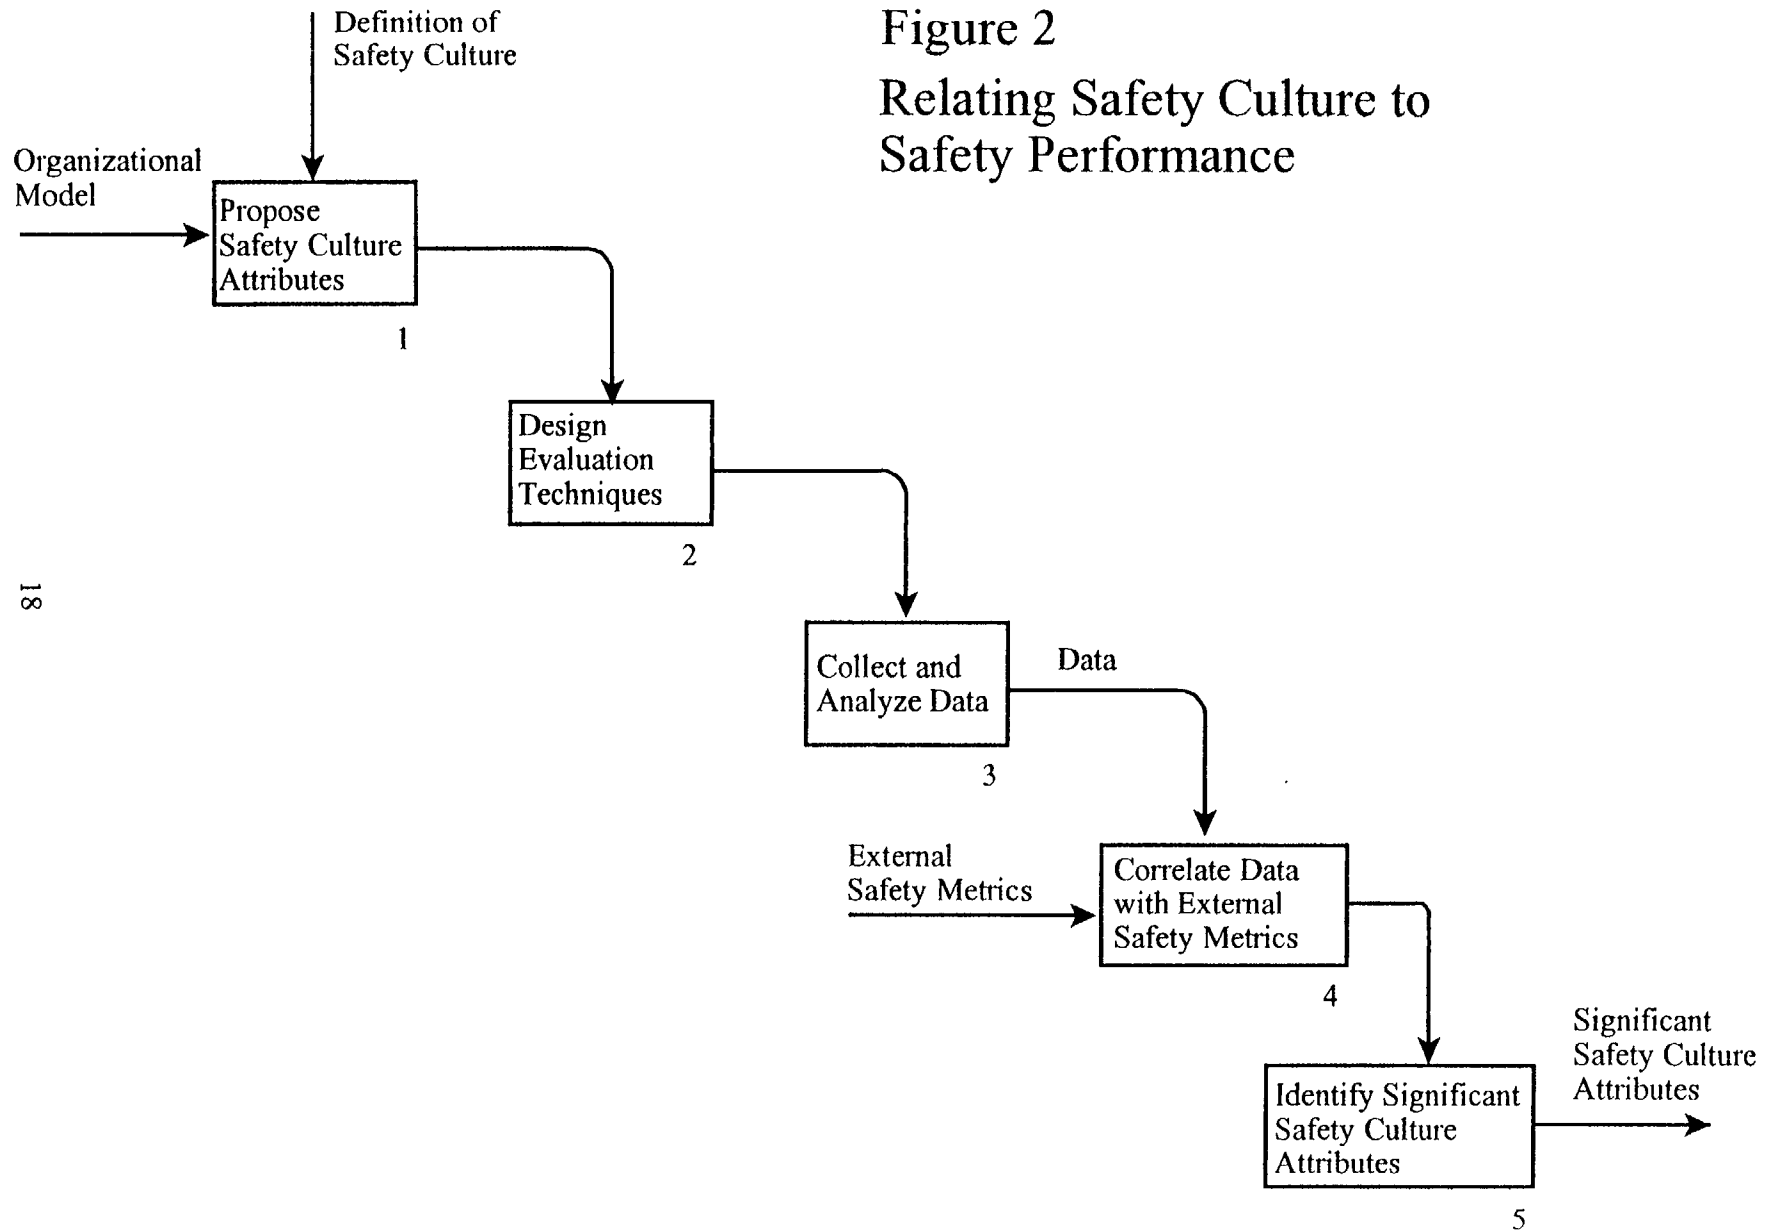 Figure 2
Relating Safety Culture to
Safety Performance
Definition of
Safety Culture
Organizational
Model
Propose
Safety Culture
Attributes
1
Design
Evaluation
Techniques
2
18
Collect and
Analyze Data
3
Data
External
Safety Metrics
Correlate Data
with External
Safety Metrics
4
Identify Significant
Safety Culture
Attributes
5
Significant
Safety Culture
Attributes